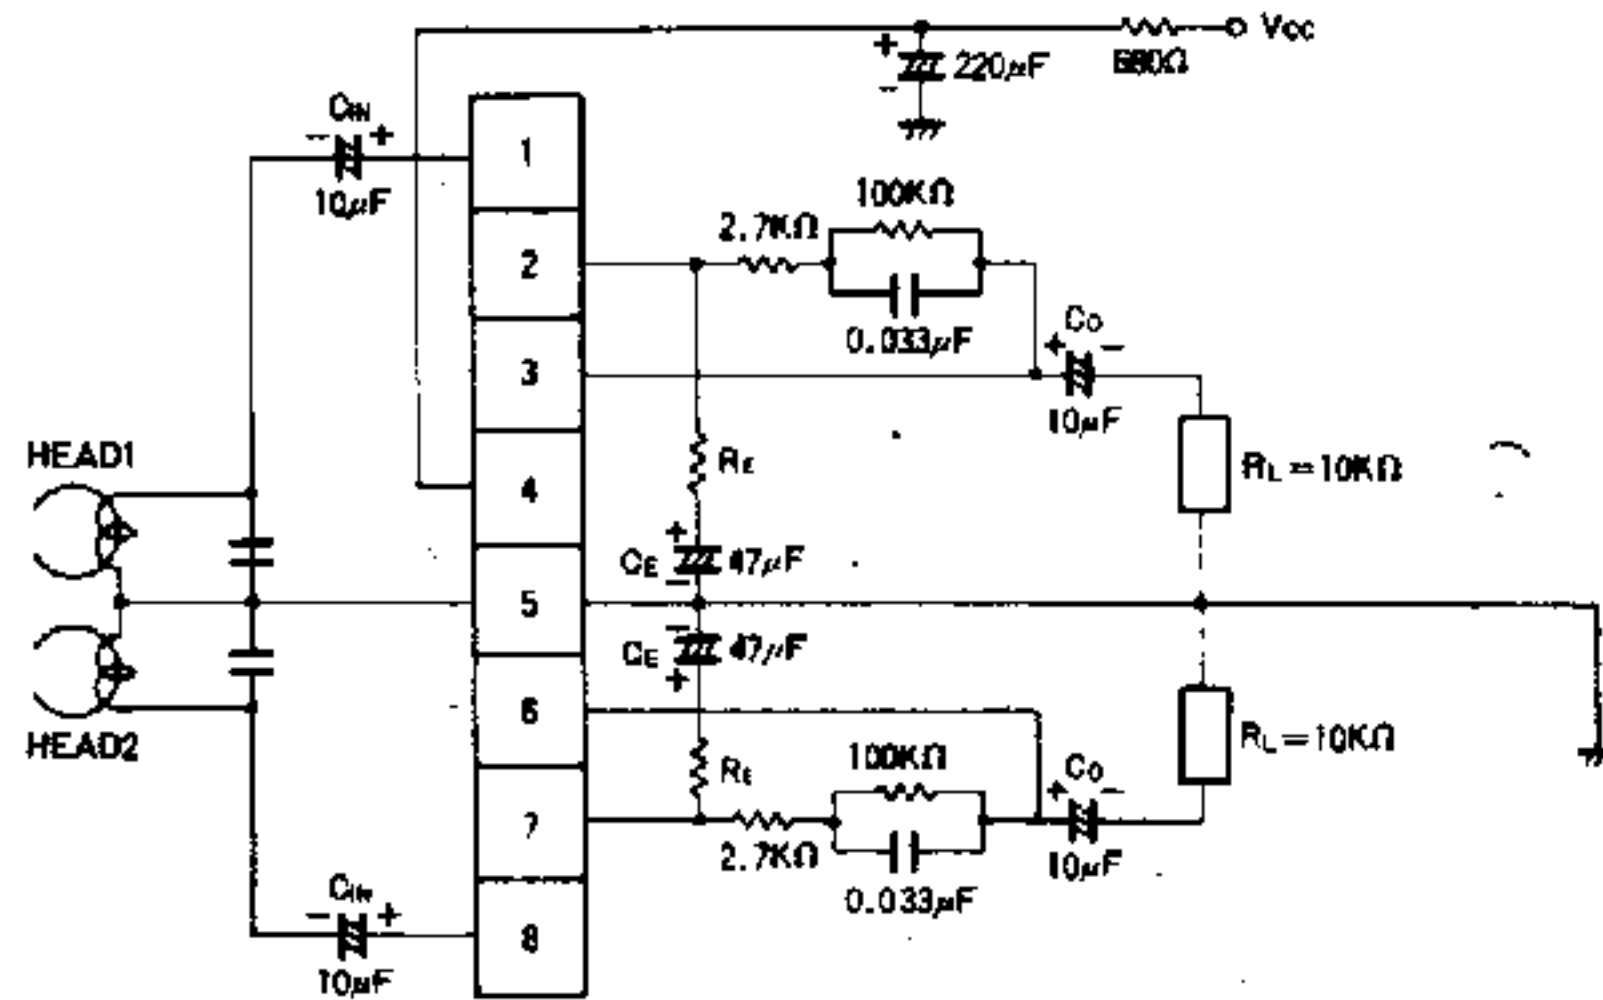 Vcc
+
220μF
-
CIN
- +
10μF
1
100KΩ
2.7KΩ
2
0.033μF
CO
+ -
10μF
3
HEAD1
RE
RL=10KΩ
4
+
CE 47μF
-
5
-
CE 47μF
+
HEAD2
6
RE
100KΩ
CO
+ -
RL=10KΩ
7
2.7KΩ
10μF
0.033μF
CIN
- +
10μF
8